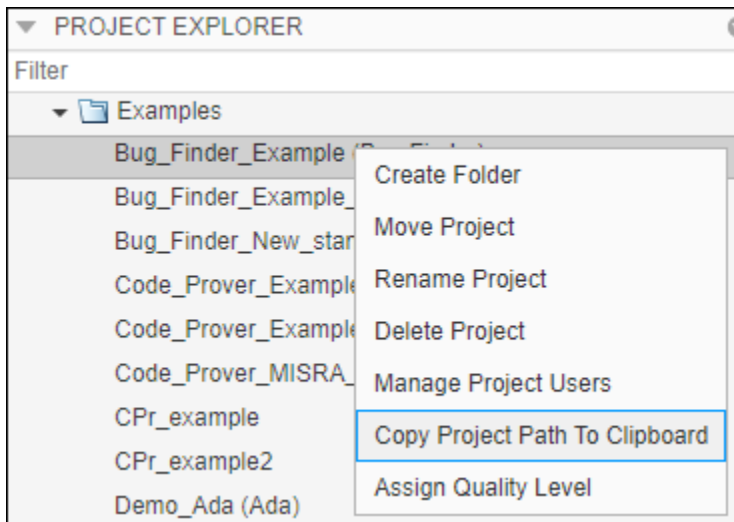 PROJECT EXPLORER
Filter
Examples
Bug_Finder_Example
Bug_Finder_Example_
Bug_Finder_New_star
Code_Prover_Example
Code_Prover_Example
Code_Prover_MISRA_
CPr_example
CPr_example2
Demo_Ada (Ada)
Create Folder
Move Project
Rename Project
Delete Project
Manage Project Users
Copy Project Path To Clipboard
Assign Quality Level